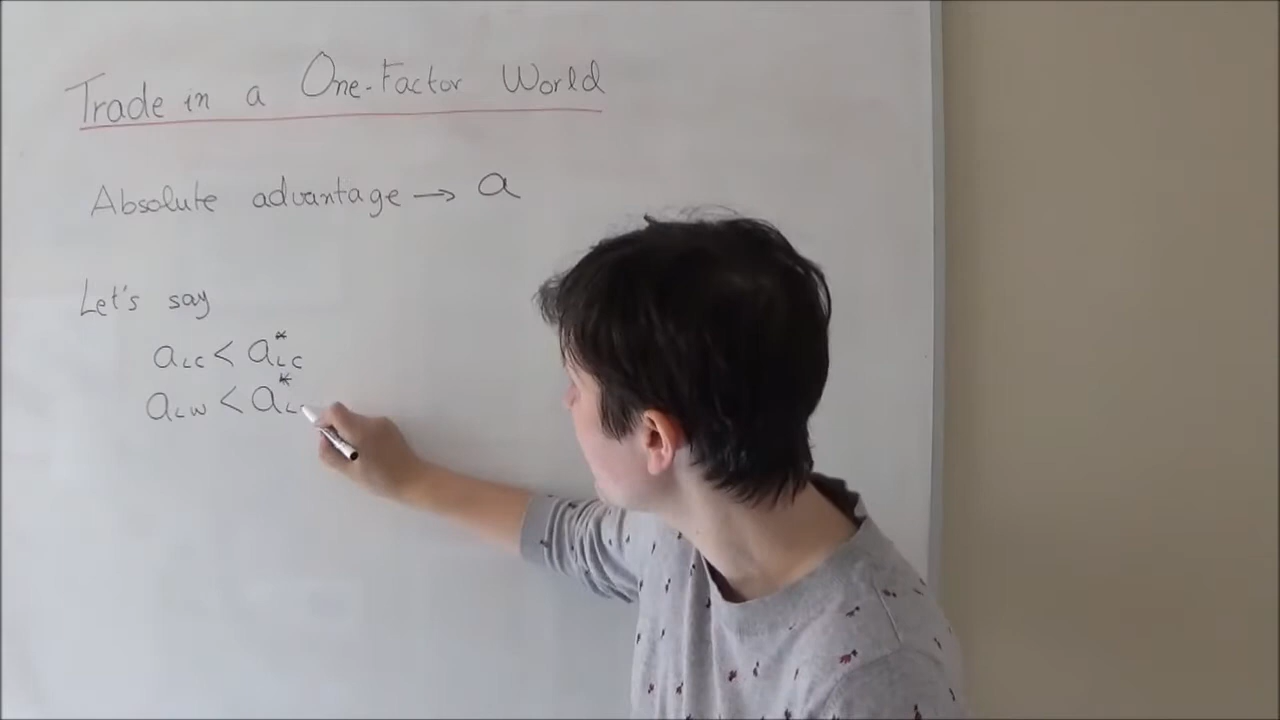 Trade in a One-Factor World
Absolute advantage → a
Let's say
aLC < a*LC
aLW < a*L